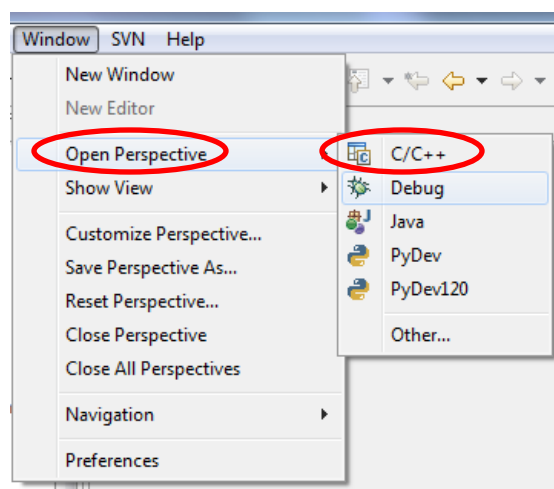 Window SVN Help
New Window
New Editor
Open Perspective
Show View
Customize Perspective...
Save Perspective As...
Reset Perspective...
Close Perspective
Close All Perspectives
Navigation
Preferences
C/C++
Debug
Java
PyDev
PyDev120
Other...